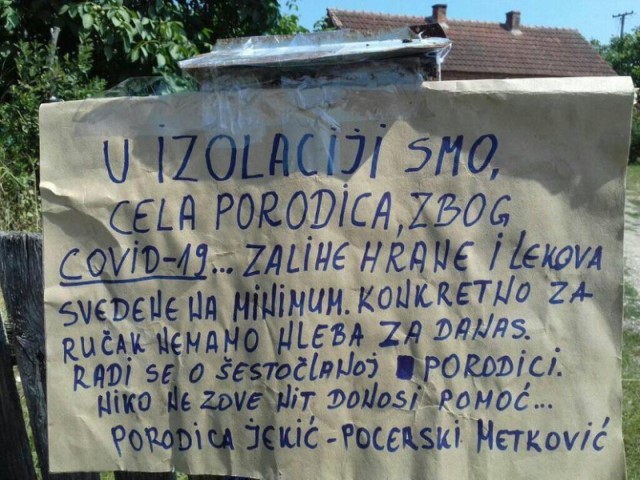 U IZOLACIJI SMO,
CELA PORODICA, ZBOG
COVID-19... ZALIHE HRANE I LEKOVA
SVEDENE NA MINIMUM. KONKRETNO ZA
RUČAK NEMAMO HLEBA ZA DANAS.
RADI SE O ŠESTOČLANOJ PORODICI.
NIKO NE ZOVE NIT DONOSI POMOĆ...
PORODICA JEKIĆ - POCERSKI METKOVIĆ